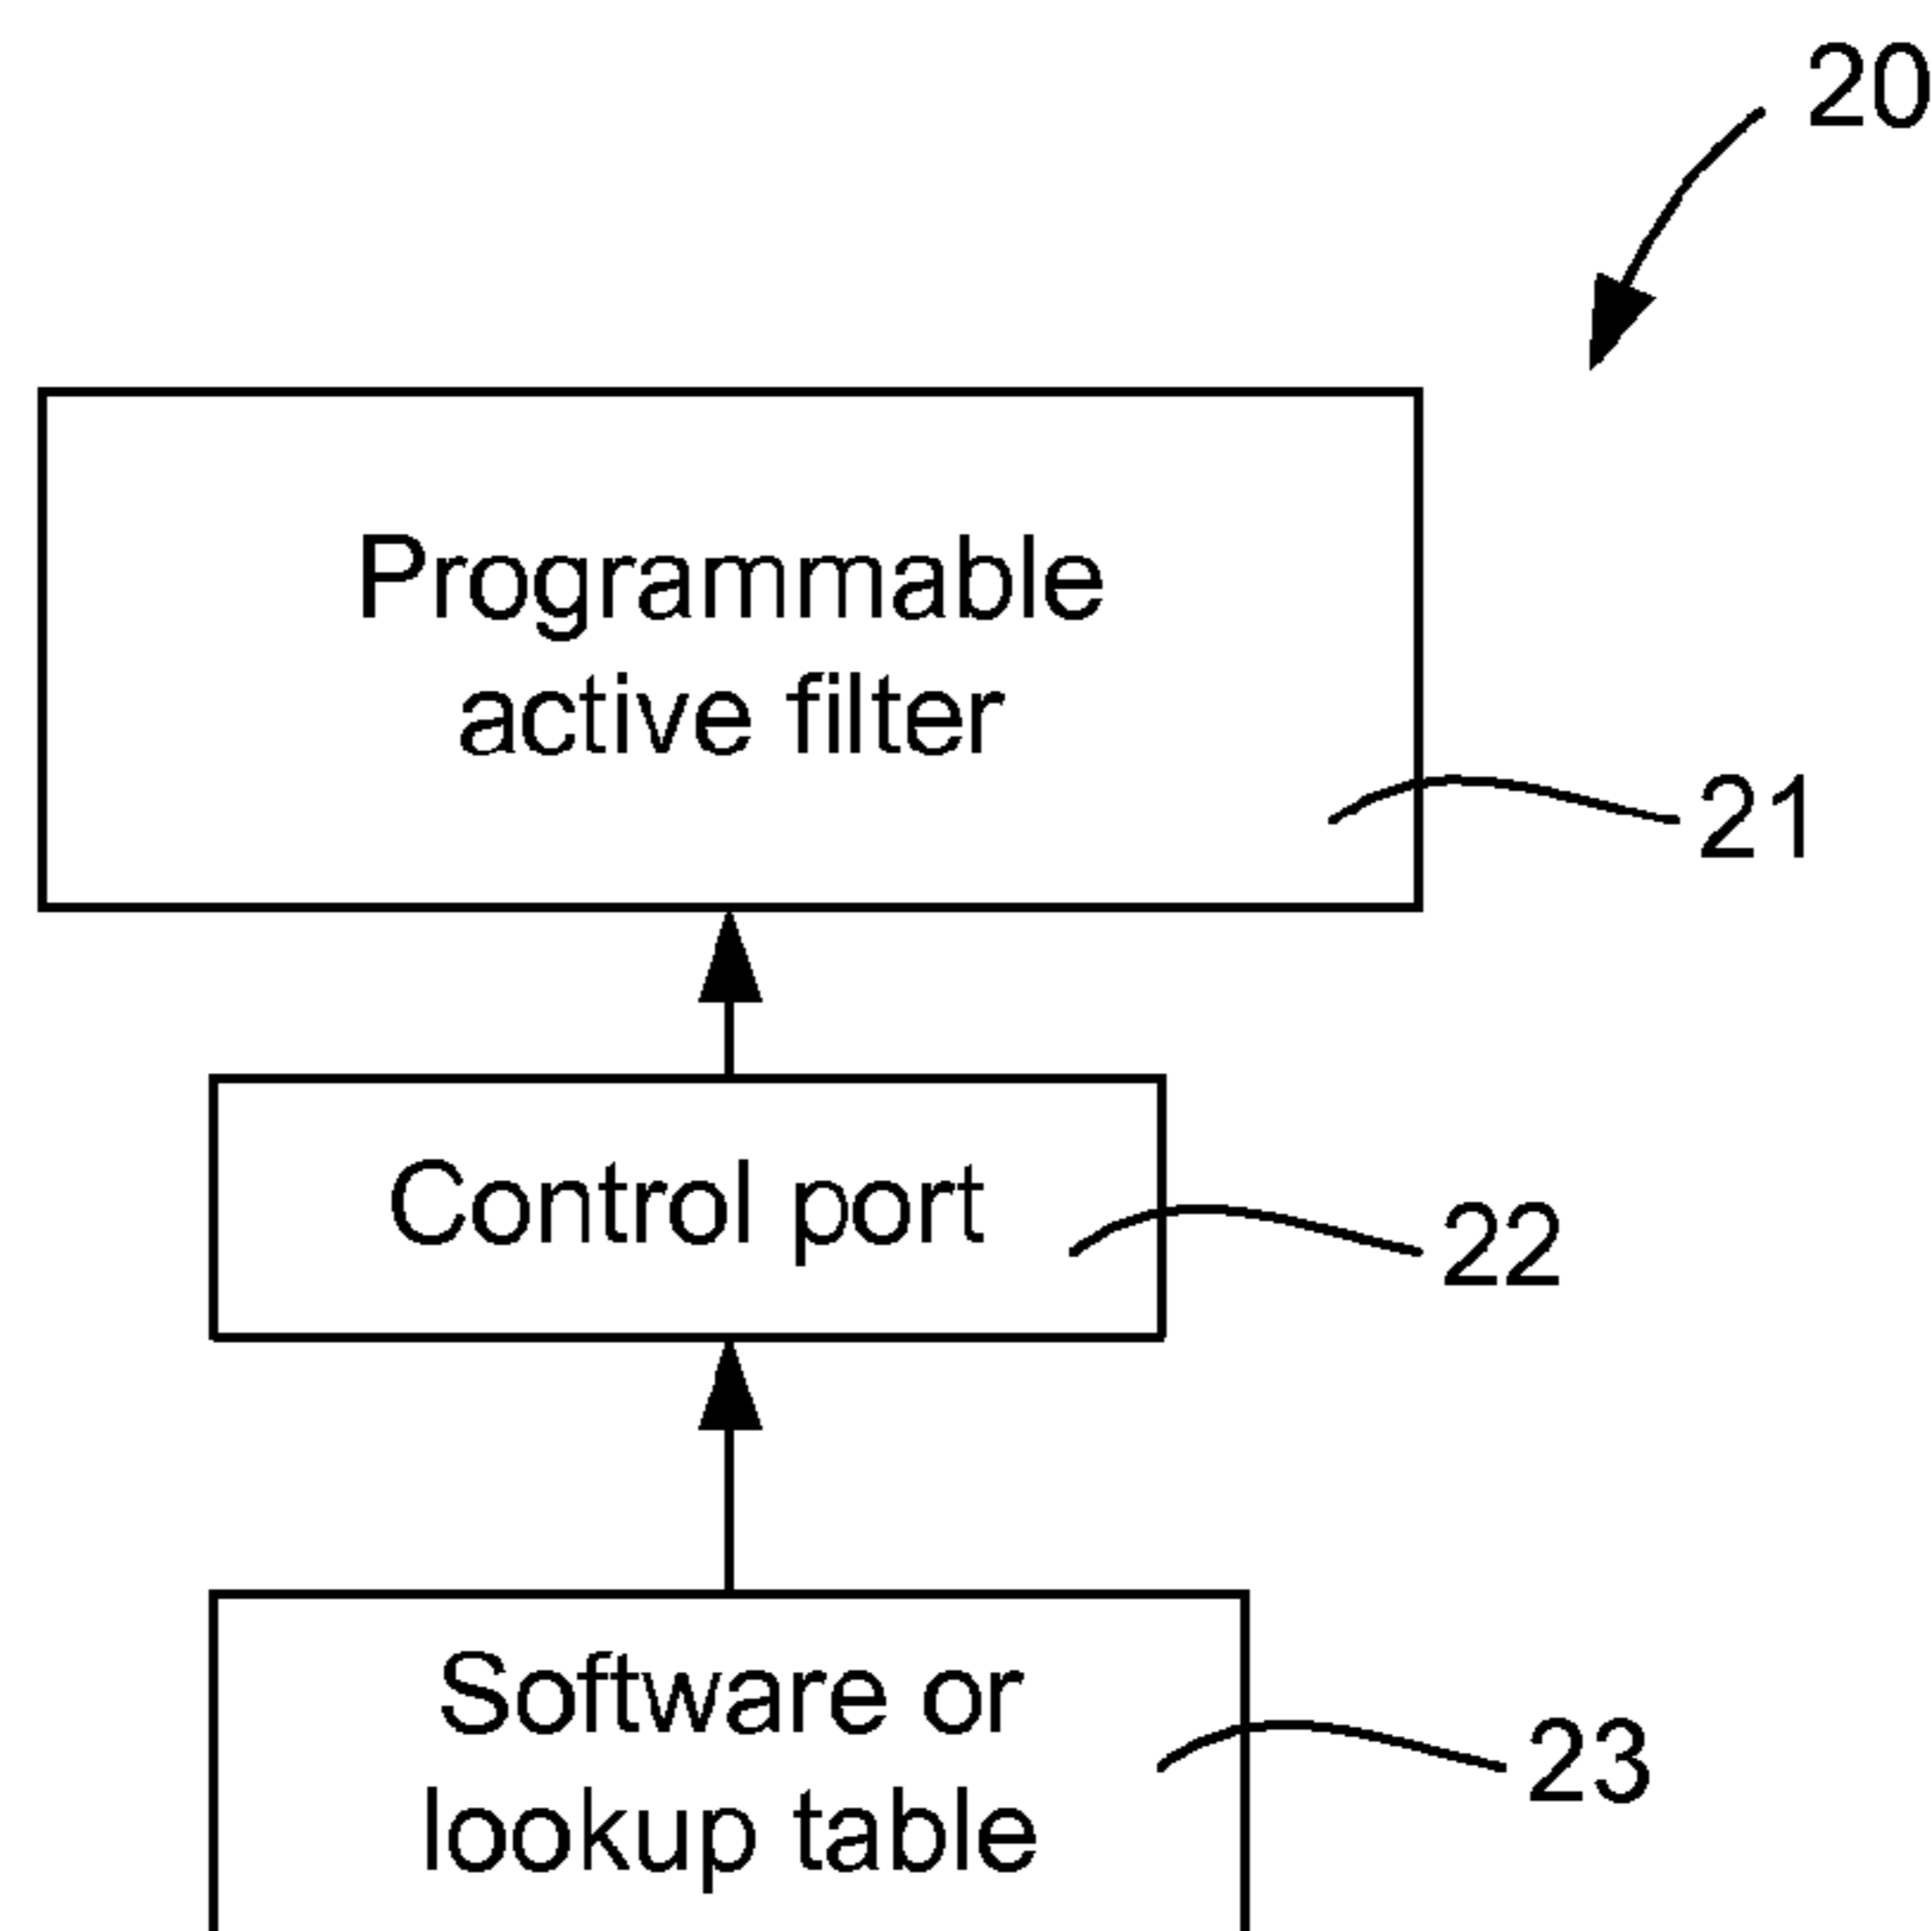 20
Programmable
active filter
21
Control port
22
Software or
23
lookup table